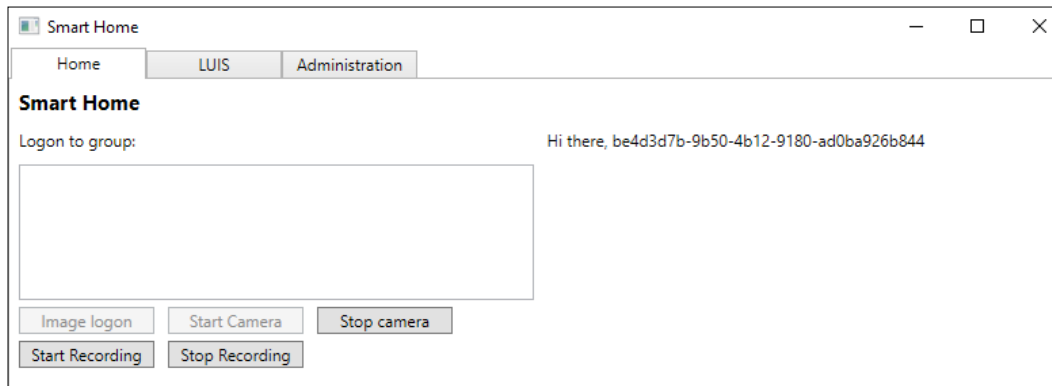 Smart Home
Home LUIS Administration
Smart Home
Logon to group: Hi there, be4d3d7b-9b50-4b12-9180-ad0ba926b844
Image logon Start Camera Stop camera
Start Recording Stop Recording